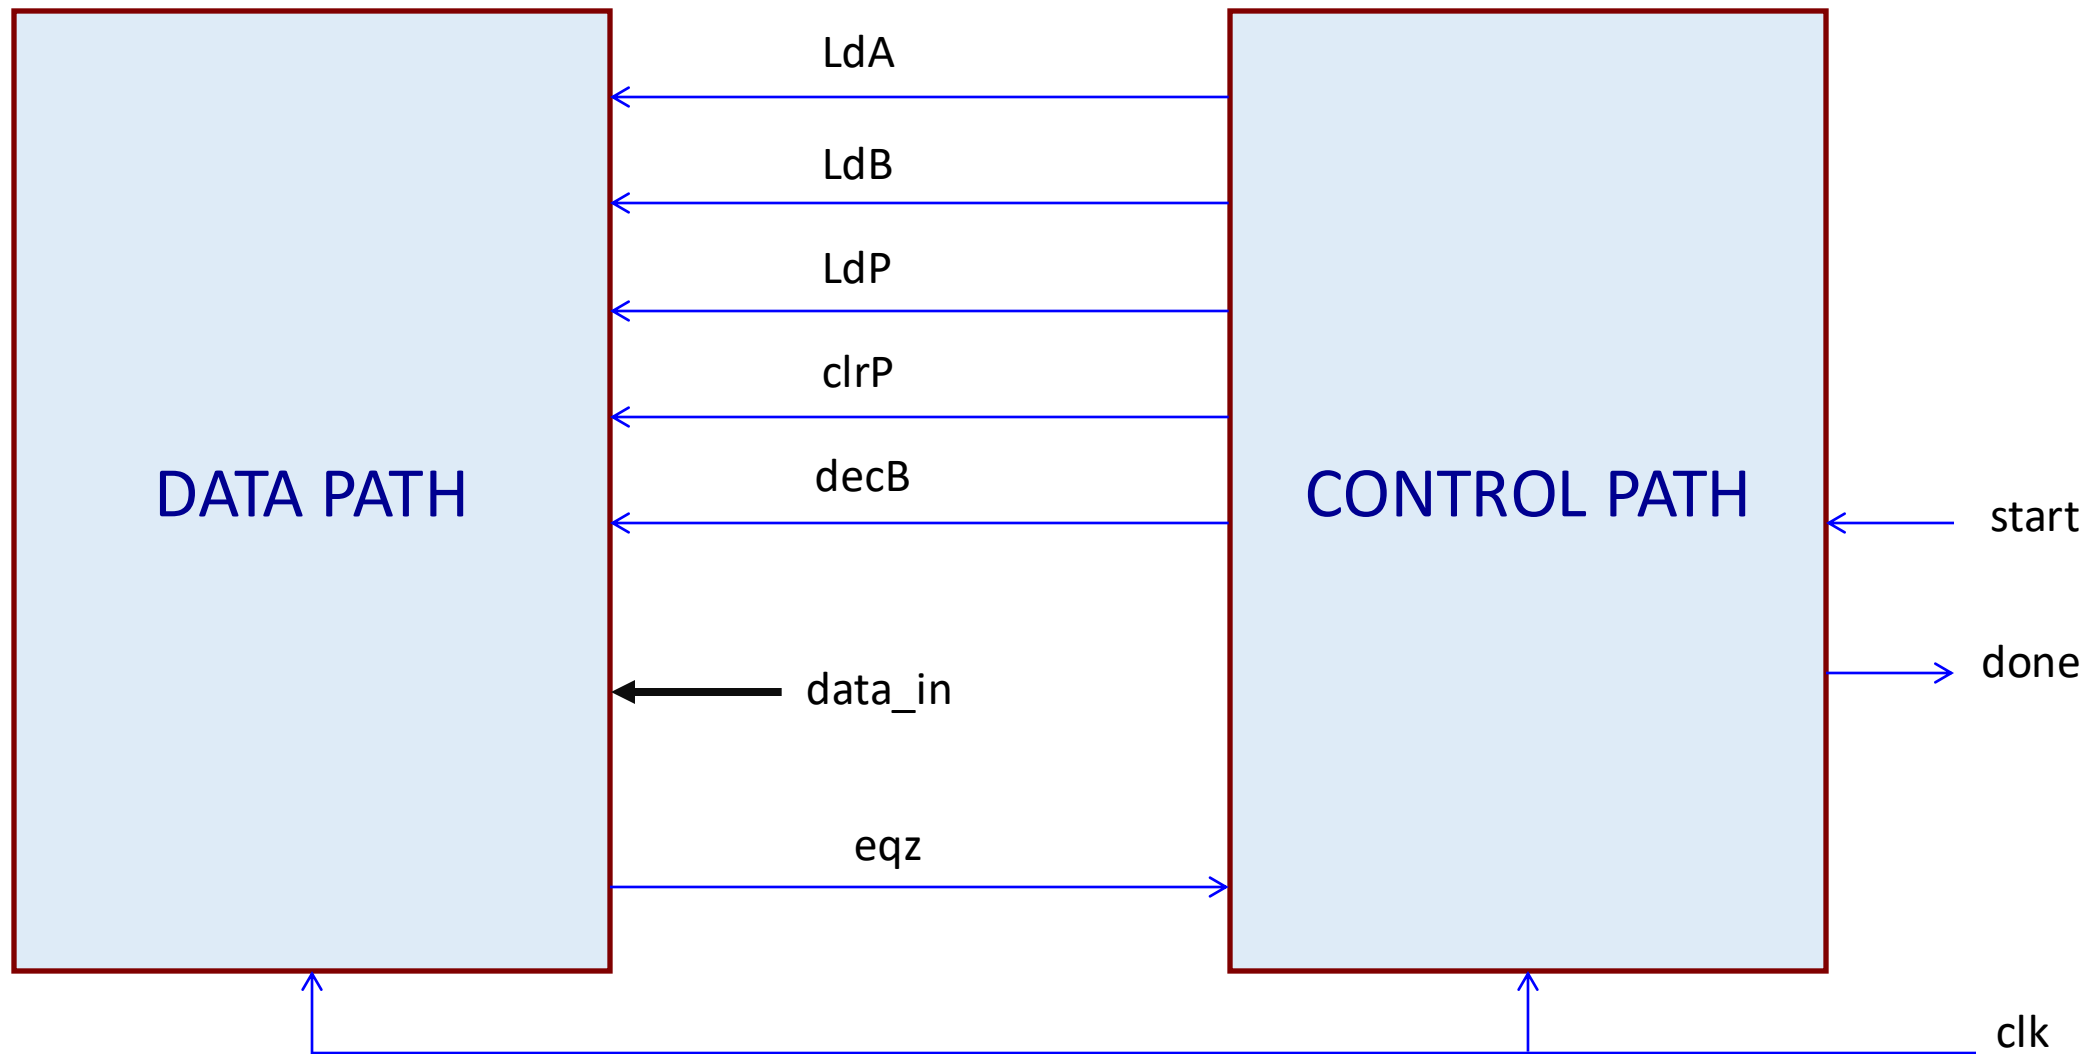 LdA
LdB
LdP
clrP
decB
DATA PATH
CONTROL PATH
start
done
data_in
eqz
clk